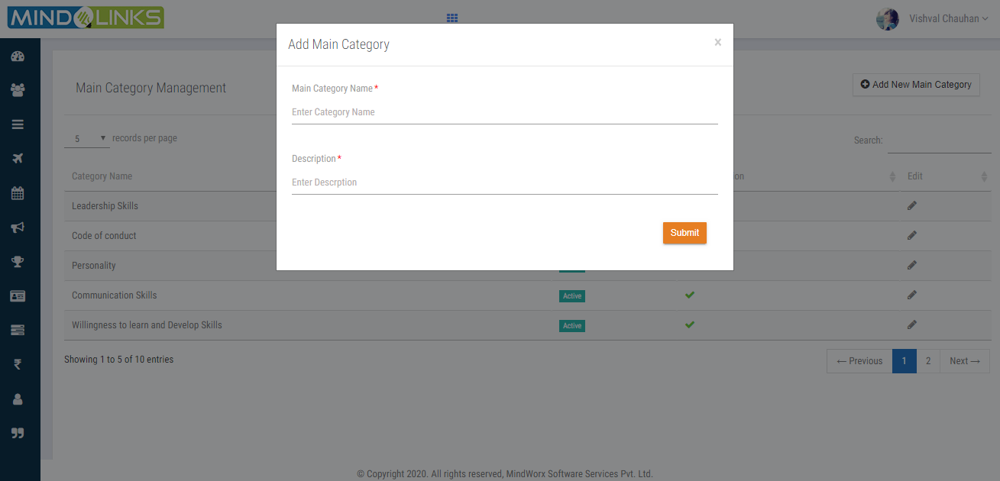 MINDLINKS
Vishval Chauhan
Add Main Category
×
Main Category Management
Add New Main Category
Main Category Name*
Enter Category Name
5 records per page
Search:
Description*
Enter Descrption
Category Name
on
Edit
Leadership Skills
Code of conduct
Submit
Personality
Communication Skills
Active
Willingness to learn and Develop Skills
Active
Showing 1 to 5 of 10 entries
← Previous 1 2 Next →
© Copyright 2020. All rights reserved, MindWorx Software Services Pvt. Ltd.